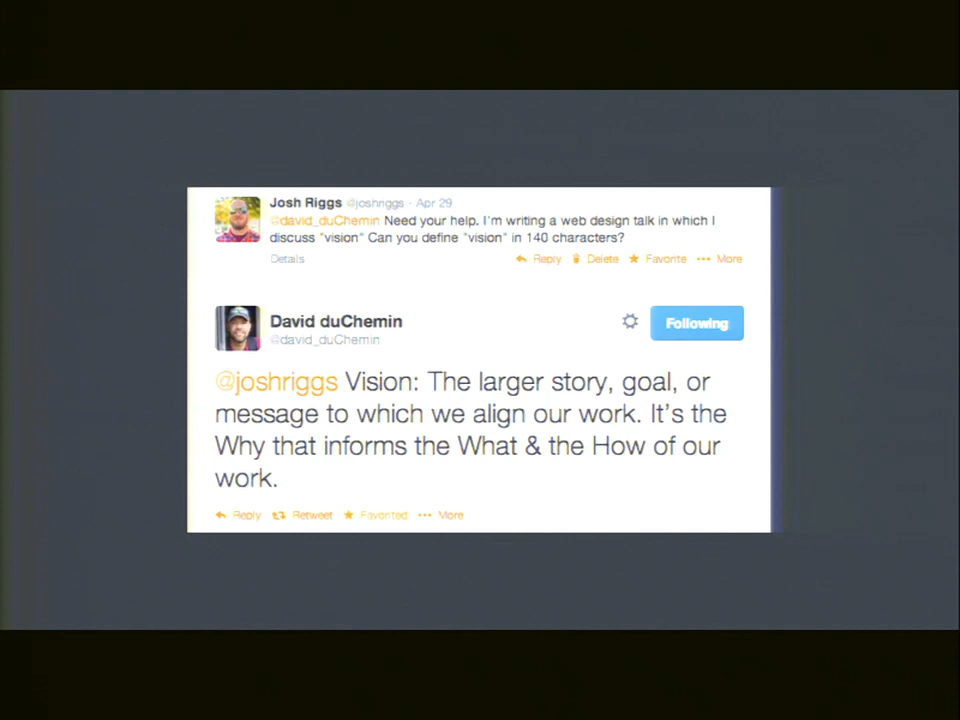 Josh Riggs @joshriggs · Apr 29
@david_duChemin Need your help. I'm writing a web design talk in which I
discuss "vision" Can you define "vision" in 140 characters?
Details Reply Delete Favorite More
David duChemin
@david_duChemin
Following
@joshriggs Vision: The larger story, goal, or
message to which we align our work. It's the
Why that informs the What & the How of our
work.
Reply Retweet Favorited More